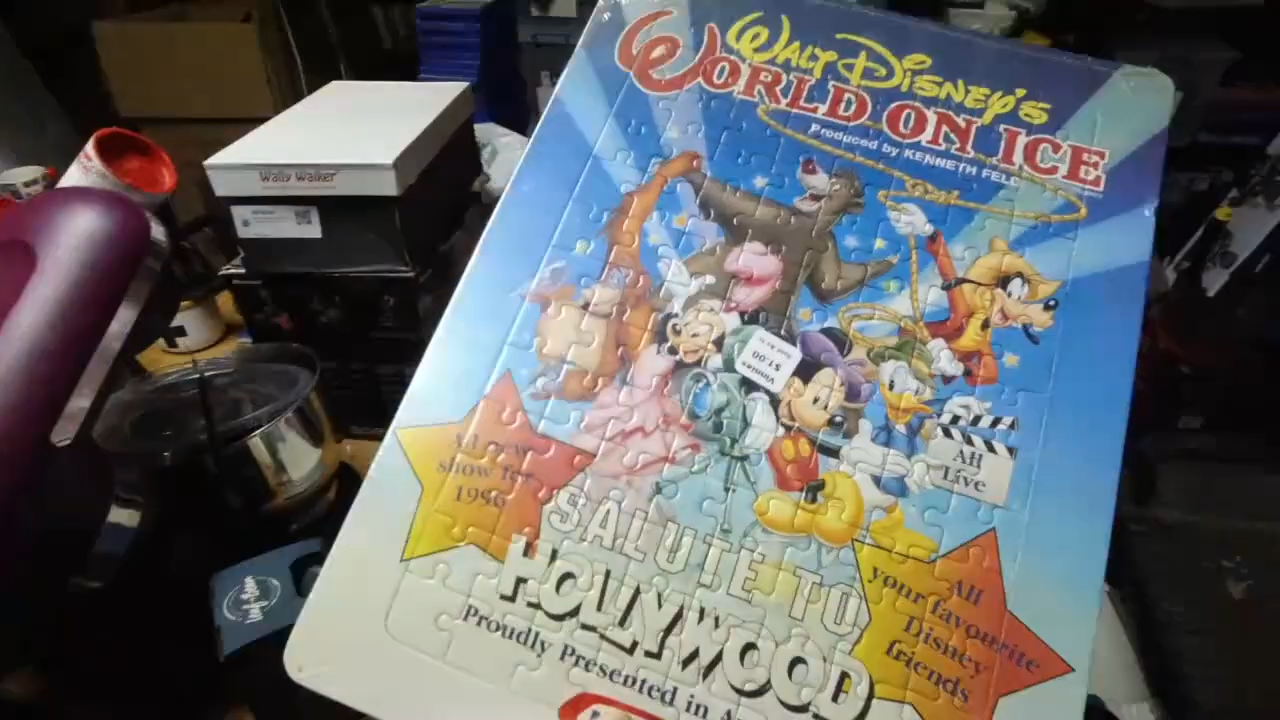 WALT DISNEY'S
WORLD ON ICE
Produced by KENNETH FELD
Wally Walker
Vinnies
$1.00
All
Live
All new
show for
1996
SALUTE TO
HOLLYWOOD
Proudly Presented in A
All
your favourite
Disney
friends